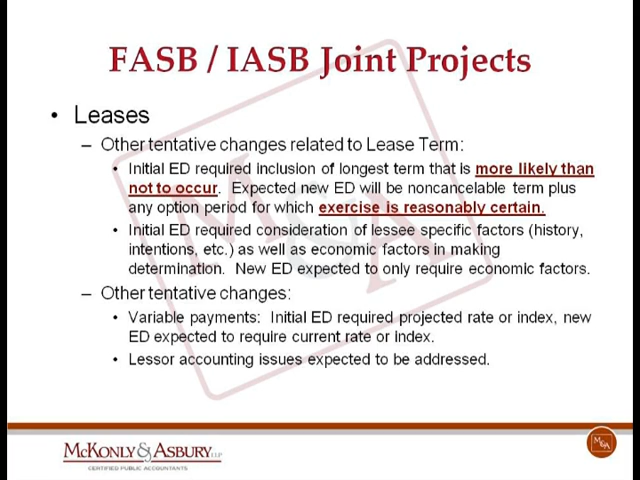 FASB / IASB Joint Projects
• Leases
– Other tentative changes related to Lease Term:
• Initial ED required inclusion of longest term that is more likely than
not to occur. Expected new ED will be noncancelable term plus
any option period for which exercise is reasonably certain.
• Initial ED required consideration of lessee specific factors (history,
intentions, etc.) as well as economic factors in making
determination. New ED expected to only require economic factors.
– Other tentative changes:
• Variable payments: Initial ED required projected rate or index, new
ED expected to require current rate or index.
• Lessor accounting issues expected to be addressed.
M&A
McKonly & Asbury LLP
CERTIFIED PUBLIC ACCOUNTANTS
M&A